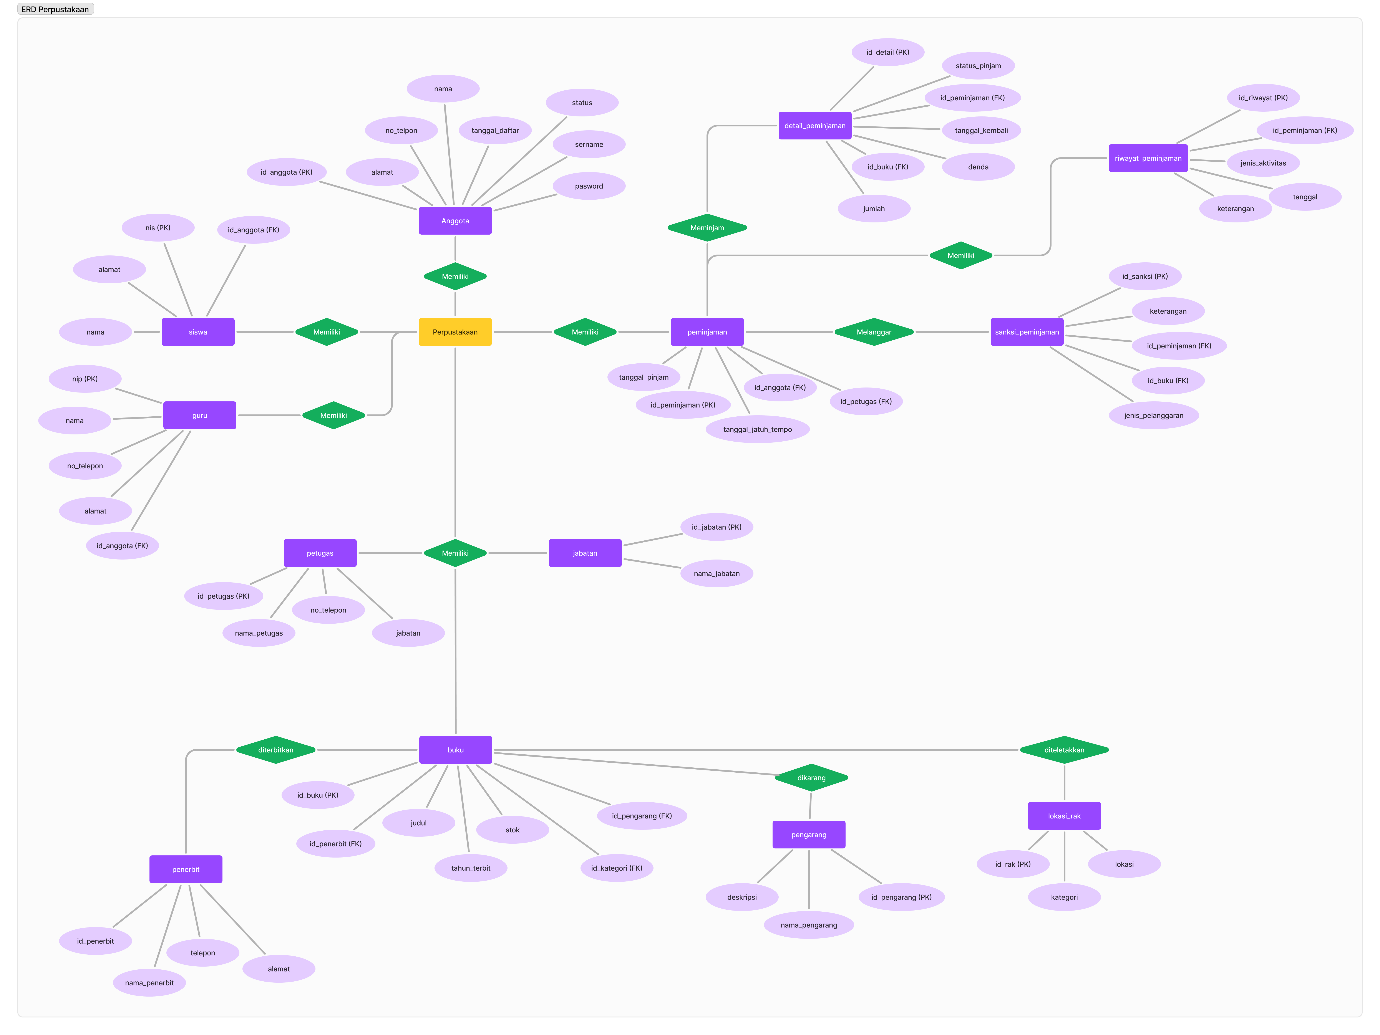 ERD Perpustakaan
id_detail (PK)
status_pinjam
nama
id_peminjaman (FK)
id_riwayat (PK)
status
detail_peminjaman
no_telpon
tanggal_daftar
tanggal_kembali
id_peminjaman (FK)
sername
riwayat_peminjaman
jenis_aktivitas
id_buku (FK)
denda
id_anggota (PK)
alamat
pasword
tanggal
jumlah
keterangan
Anggota
nis (PK)
id_anggota (FK)
Meminjam
Memiliki
alamat
Memiliki
id_sanksi (PK)
keterangan
nama
siswa
Memiliki
Perpustakaan
Memiliki
peminjaman
Melanggar
sanksi_peminjaman
id_peminjaman (FK)
nip (PK)
tanggal_pinjam
id_anggota (FK)
id_buku (FK)
id_peminjaman (PK)
id_petugas (FK)
nama
guru
Memiliki
jenis_pelanggaran
tanggal_jatuh_tempo
no_telepon
alamat
id_anggota (FK)
id_jabatan (PK)
petugas
Memiliki
jabatan
nama_jabatan
id_petugas (PK)
no_telepon
nama_petugas
jabatan
diterbitkan
buku
diteletakkan
dikarang
id_buku (PK)
id_pengarang (FK)
lokasi_rak
judul
stok
id_penerbit (FK)
pengarang
penerbit
tahun_terbit
id_kategori (FK)
id_rak (PK)
lokasi
deskripsi
id_pengarang (PK)
kategori
nama_pengarang
id_penerbit
telepon
alamat
nama_penerbit